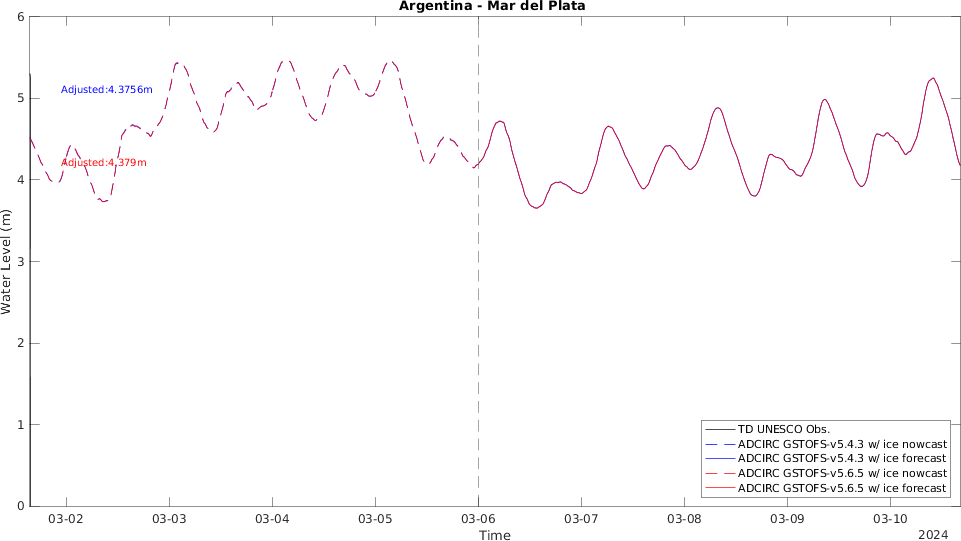 Argentina - Mar del Plata
6
5
4
3
2
1
0
Water Level (m)
Adjusted:4.3756m
Adjusted:4.379m
TD UNESCO Obs.
ADCIRC GSTOFS-v5.4.3 w/ ice nowcast
ADCIRC GSTOFS-v5.4.3 w/ ice forecast
ADCIRC GSTOFS-v5.6.5 w/ ice nowcast
ADCIRC GSTOFS-v5.6.5 w/ ice forecast
03-02 03-03 03-04 03-05 03-06 03-07 03-08 03-09 03-10
Time
2024